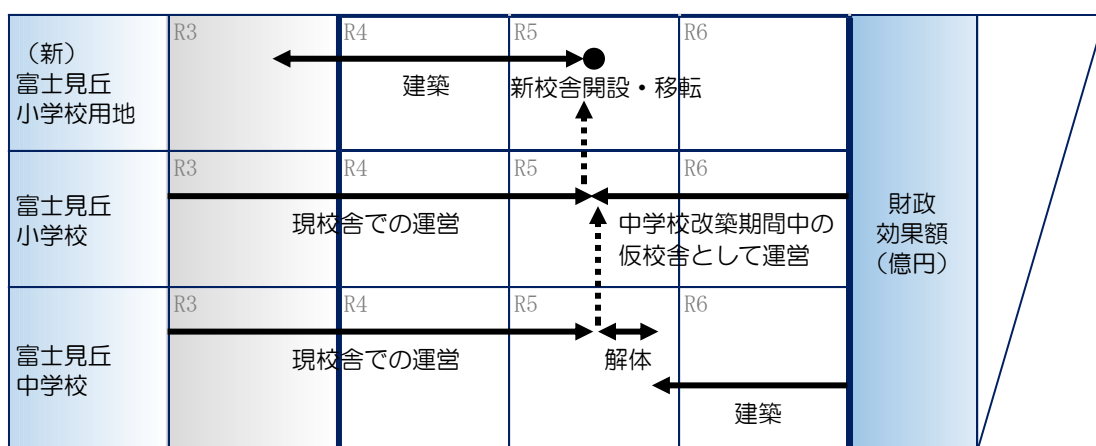 R3
R4
R5
R6
（新）
富士見丘
小学校用地
建築
新校舎開設・移転
R3
R4
R5
R6
富士見丘
小学校
現校舎での運営
中学校改築期間中の
仮校舎として運営
財政
効果額
（億円）
R3
R4
R5
R6
富士見丘
中学校
現校舎での運営
解体
建築